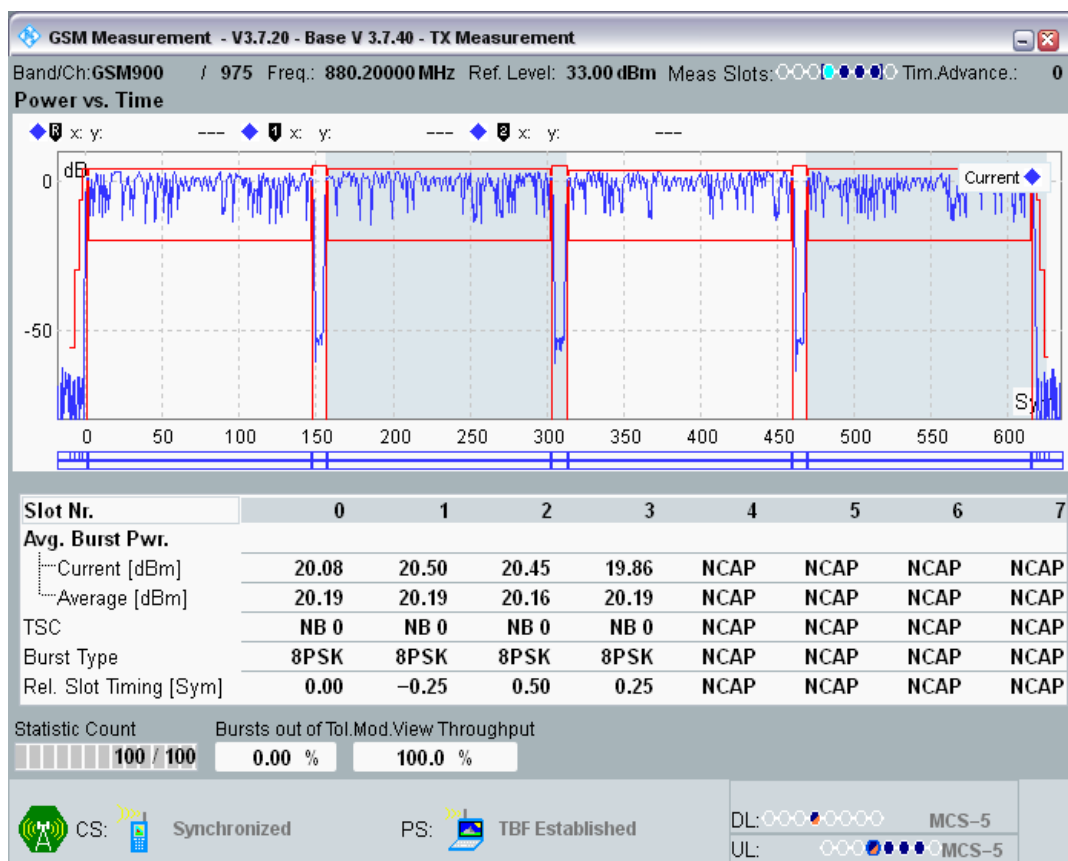 GSM Measurement - V3.7.20 - Base V 3.7.40 - TX Measurement
Band/Ch:GSM900 / 975 Freq.: 880.20000 MHz Ref. Level: 33.00 dBm Meas Slots: Tim.Advance.: 0
Power vs. Time
R x: y: --- 1 x: y: --- 2 x: y: ---
dB
Current
0
-50
Sy
0 50 100 150 200 250 300 350 400 450 500 550 600
Slot Nr. 0 1 2 3 4 5 6 7
Avg. Burst Pwr.
Current [dBm] 20.08 20.50 20.45 19.86 NCAP NCAP NCAP NCAP
Average [dBm] 20.19 20.19 20.16 20.19 NCAP NCAP NCAP NCAP
TSC NB 0 NB 0 NB 0 NB 0 NCAP NCAP NCAP NCAP
Burst Type 8PSK 8PSK 8PSK 8PSK NCAP NCAP NCAP NCAP
Rel. Slot Timing [Sym] 0.00 −0.25 0.50 0.25 NCAP NCAP NCAP NCAP
Statistic Count Bursts out of Tol.Mod.View Throughput
100 / 100 0.00 % 100.0 %
CS: Synchronized PS: TBF Established
DL: MCS−5
UL: MCS−5